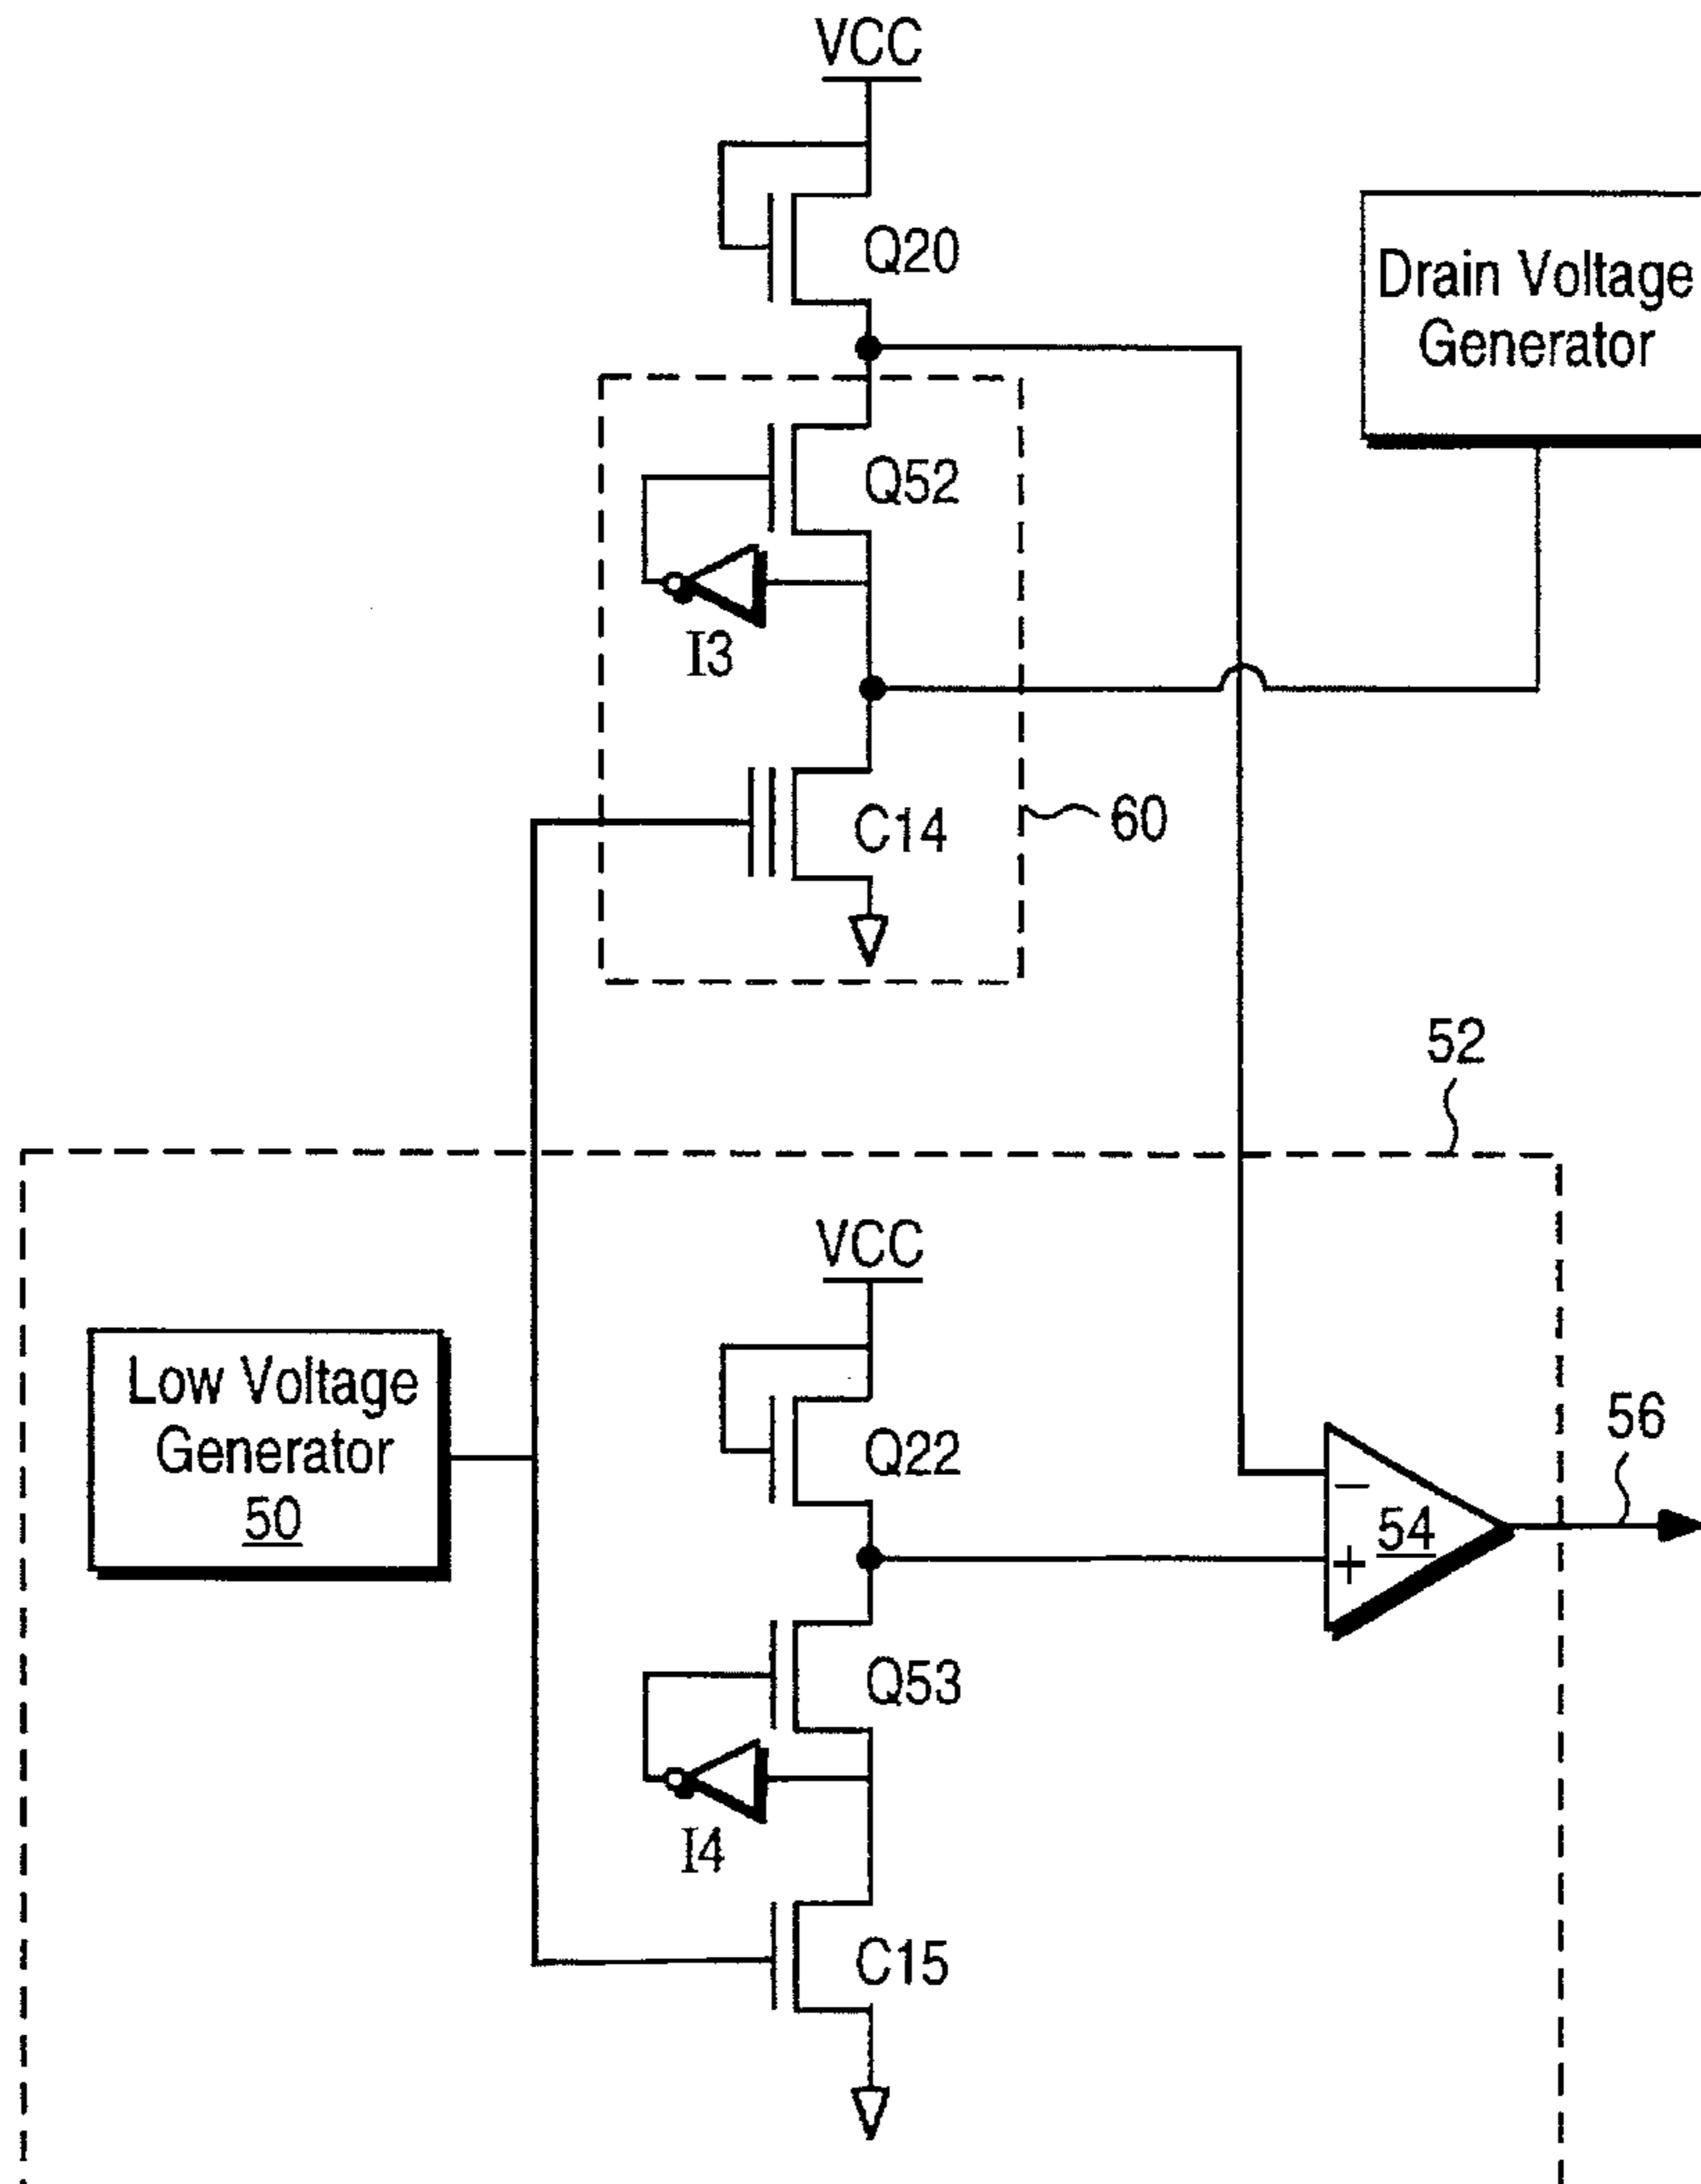 VCC
Q20
Drain Voltage
Generator
Q52
I3
C14
60
52
VCC
Low Voltage
Generator
50
Q22
56
−
54
+
Q53
I4
C15